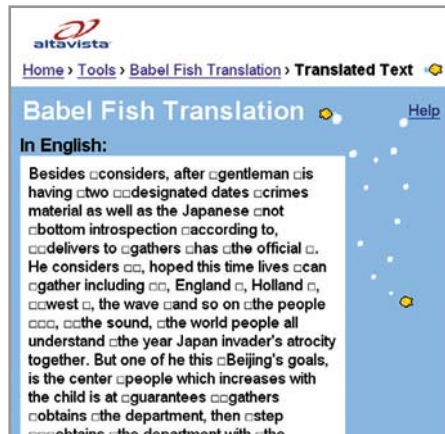 altavista
Home › Tools › Babel Fish Translation › Translated Text
Babel Fish Translation
Help
In English:
Besides □considers, after □gentleman □is
having □two □□designated dates □crimes
material as well as the Japanese □not
□bottom introspection □according to,
□□delivers to □gathers □has □the official □.
He considers □□, hoped this time lives □can
□gather including □□, England □, Holland □,
□□west □, the wave □and so on □the people
□□□, □□the sound, □the world people all
understand □the year Japan invader's atrocity
together. But one of he this □Beijing's goals,
is the center □people which increases with
the child is at □guarantees □□gathers
□obtains □the department, then □step
□□□obtains □the department with □the